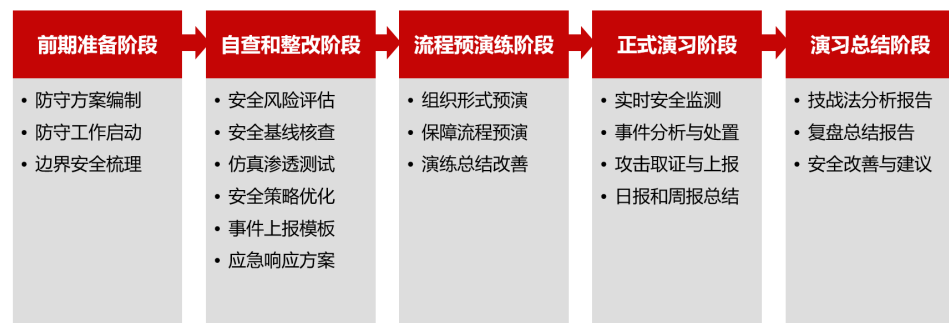 前期准备阶段
• 防守方案编制
• 防守工作启动
• 边界安全梳理
自查和整改阶段
• 安全风险评估
• 安全基线核查
• 仿真渗透测试
• 安全策略优化
• 事件上报模板
• 应急响应方案
流程预演练阶段
• 组织形式预演
• 保障流程预演
• 演练总结改善
正式演习阶段
• 实时安全监测
• 事件分析与处置
• 攻击取证与上报
• 日报和周报总结
演习总结阶段
• 技战法分析报告
• 复盘总结报告
• 安全改善与建议